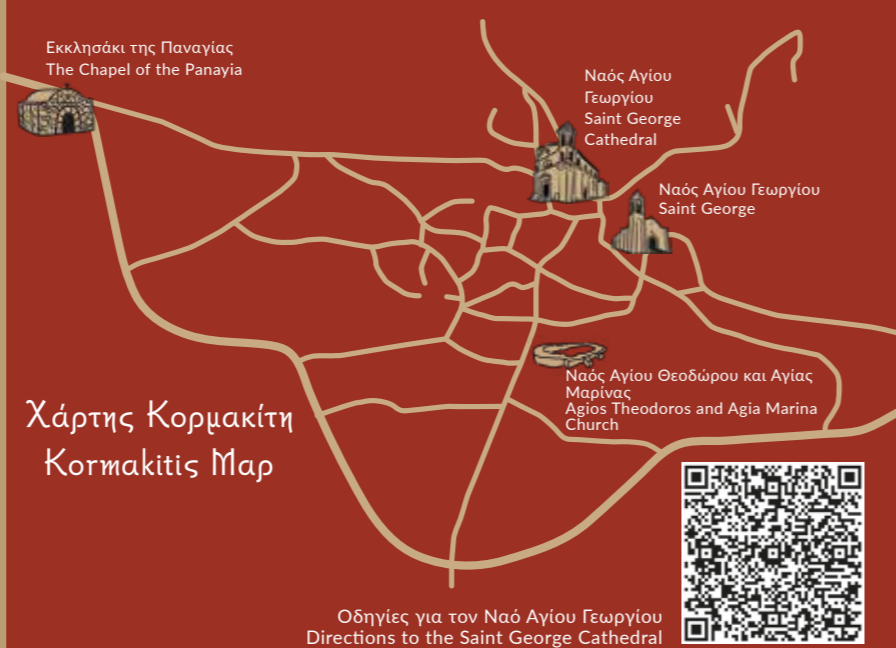 Εκκλησάκι της Παναγίας
The Chapel of the Panayia
Ναός Αγίου
Γεωργίου
Saint George
Cathedral
Ναός Αγίου Γεωργίου
Saint George
Ναός Αγίου Θεοδώρου και Αγίας
Μαρίνας
Agios Theodoros and Agia Marina
Church
Χάρτης Κορμακίτη
Kormakitis Map
Οδηγίες για τον Ναό Αγίου Γεωργίου
Directions to the Saint George Cathedral